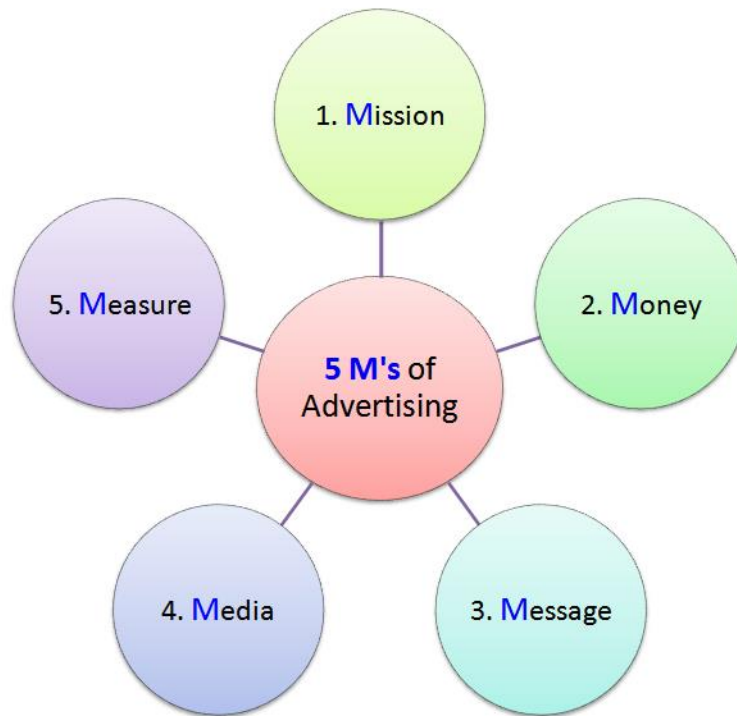 1. Mission
5. Measure
2. Money
5 M's of
Advertising
4. Media
3. Message